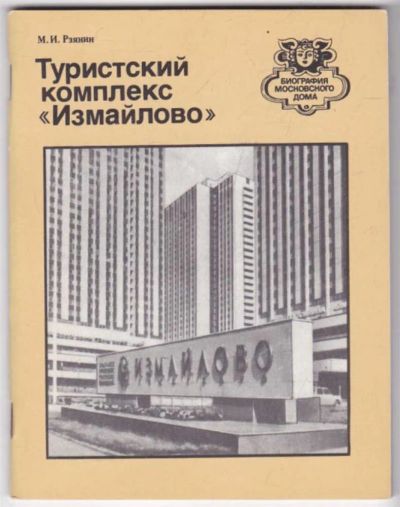 М. И. Рзянин
Туристский
комплекс
«Измайлово»
БИОГРАФИЯ
МОСКОВСКОГО
ДОМА
ИЗМАЙЛОВО